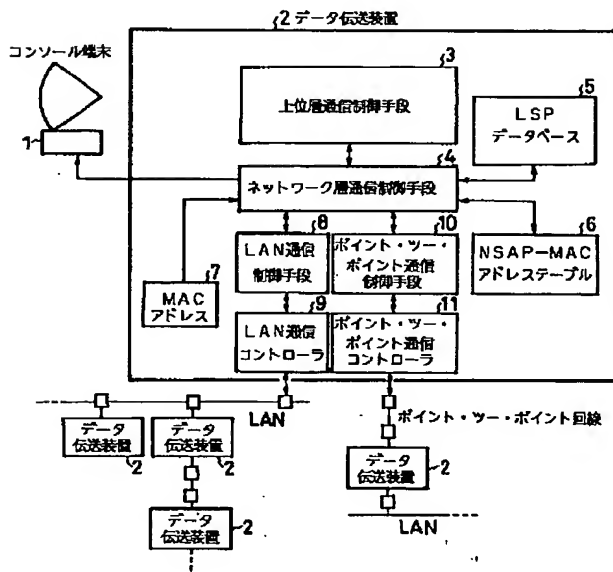 2 データ伝送装置
コンソール端末
1
3
上位層通信制御手段
5
LSP
データベース
4
ネットワーク層通信制御手段
8
LAN通信
制御手段
10
ポイント・ツー・
ポイント通信
制御手段
6
NSAP-MAC
アドレステーブル
7
MAC
アドレス
9
LAN通信
コントローラ
11
ポイント・ツー・
ポイント通信
コントローラ
LAN
ポイント・ツー・ポイント回線
データ
伝送装置
2
データ
伝送装置
2
データ
伝送装置
2
データ
伝送装置
2
LAN